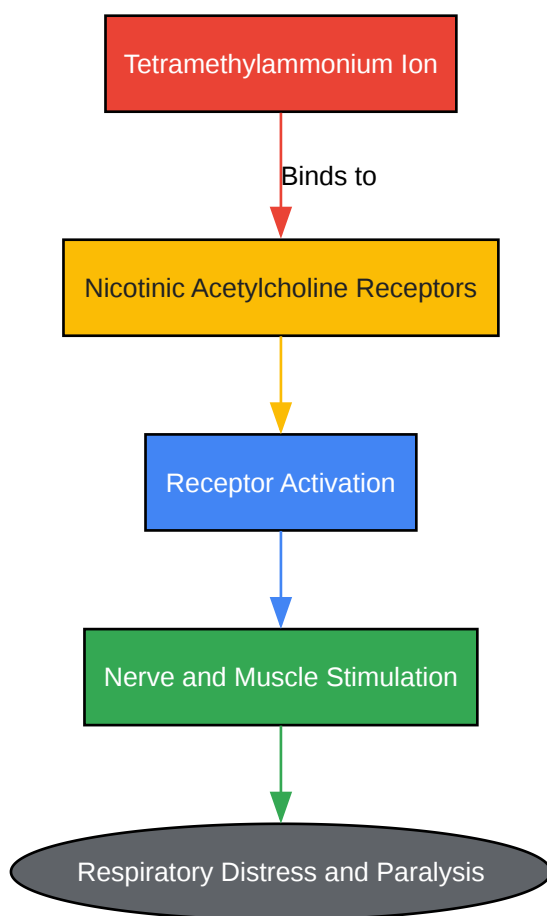 Tetramethylammonium Ion
Binds to
Nicotinic Acetylcholine Receptors
Receptor Activation
Nerve and Muscle Stimulation
Respiratory Distress and Paralysis